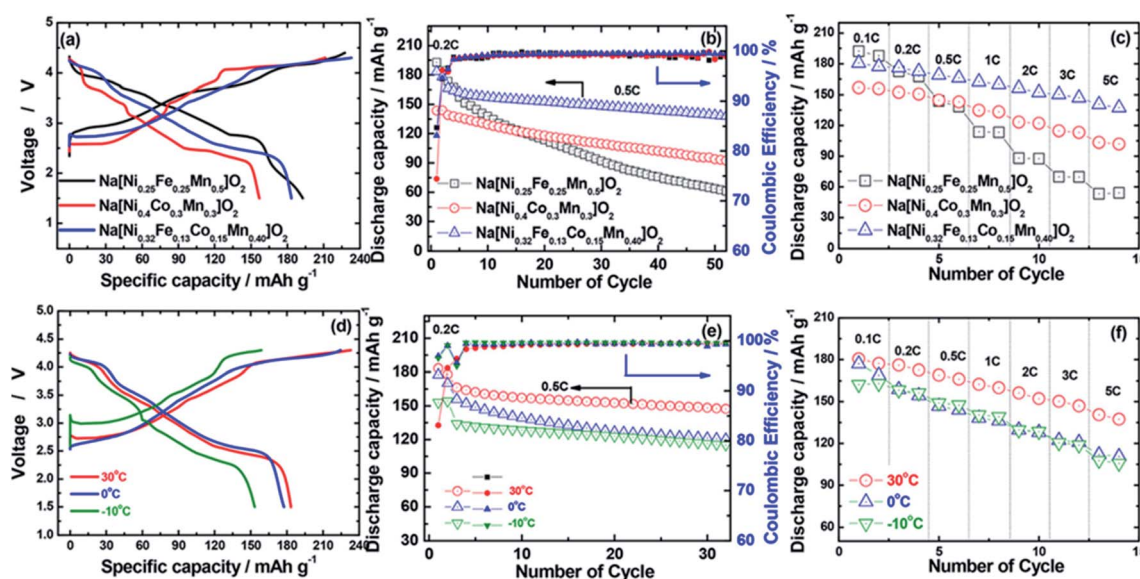 (a)
Voltage / V
5
4
3
2
1
Na[Ni0.25Fe0.25Mn0.5]O2
Na[Ni0.4Co0.3Mn0.3]O2
Na[Ni0.32Fe0.13Co0.15Mn0.40]O2
0 30 60 90 120 150 180 210 240
Specific capacity / mAh g-1
(b)
Discharge capacity / mAh g-1
210
180
150
120
90
60
30
0
0.2C
0.5C
Na[Ni0.25Fe0.25Mn0.5]O2
Na[Ni0.4Co0.3Mn0.3]O2
Na[Ni0.32Fe0.13Co0.15Mn0.40]O2
0 10 20 30 40 50
Number of Cycle
100
90
80
70
60
Coulombic Efficiency / %
(c)
Discharge capacity / mAh g-1
210
180
150
120
90
60
30
0
0.1C
0.2C
0.5C
1C
2C
3C
5C
Na[Ni0.25Fe0.25Mn0.5]O2
Na[Ni0.4Co0.3Mn0.3]O2
Na[Ni0.32Fe0.13Co0.15Mn0.40]O2
0 5 10 15
Number of Cycle
(d)
Voltage / V
5.0
4.5
4.0
3.5
3.0
2.5
2.0
1.5
1.0
30°C
0°C
-10°C
0 30 60 90 120 150 180 210 240
Specific capacity / mAh g-1
(e)
Discharge capacity / mAh g-1
210
180
150
120
90
60
30
0.2C
0.5C
30°C
0°C
-10°C
0 10 20 30
Number of Cycle
100
90
80
70
60
Coulombic Efficiency / %
(f)
Discharge capacity / mAh g-1
210
180
150
120
90
60
0.1C
0.2C
0.5C
1C
2C
3C
5C
30°C
0°C
-10°C
0 5 10 15
Number of Cycle